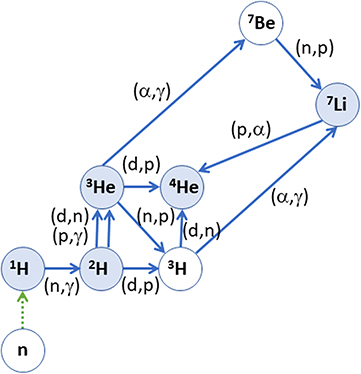 ⁷Be
(n,p)
⁷Li
(α,γ)
(p,α)
³He
(d,p)
⁴He
(α,γ)
(d,n)
(n,p)
(d,n)
(p,γ)
¹H
²H
³H
(n,γ)
(d,p)
n